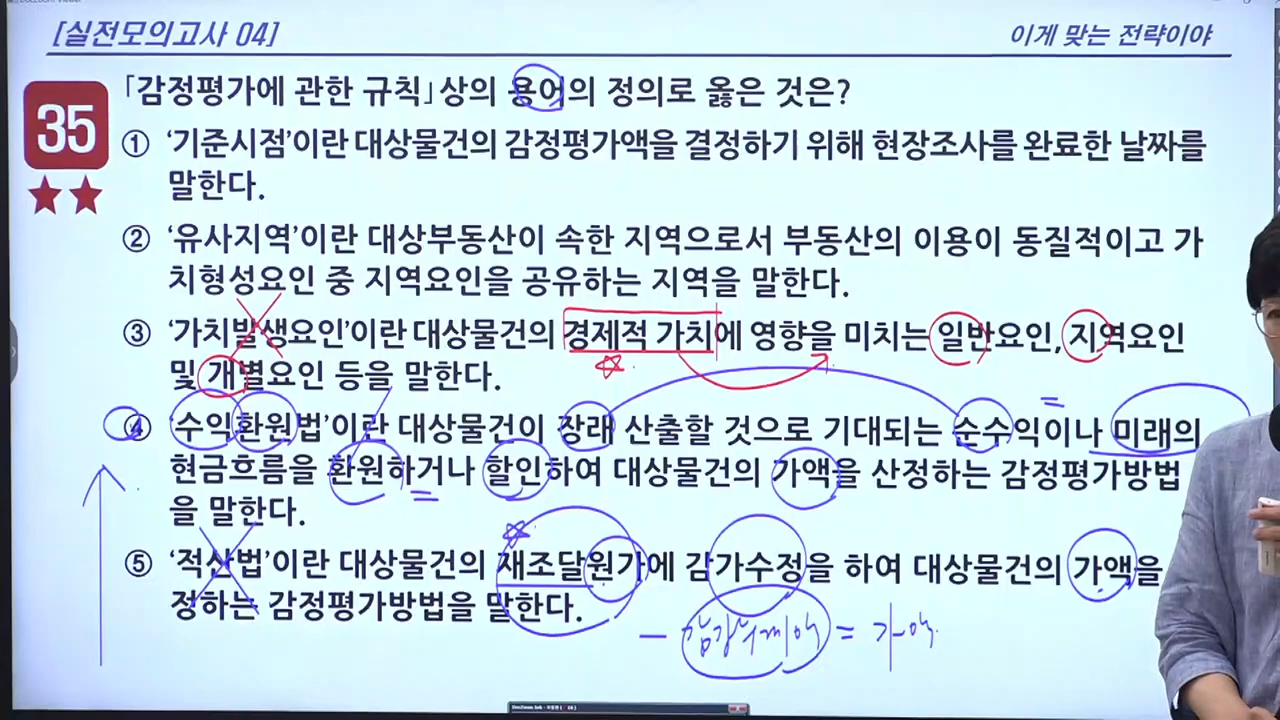 [실전모의고사 04]
이게 맞는 전략이야
35
「감정평가에 관한 규칙」상의 용어의 정의로 옳은 것은?
① ‘기준시점’이란 대상물건의 감정평가액을 결정하기 위해 현장조사를 완료한 날짜를
말한다.
② ‘유사지역’이란 대상부동산이 속한 지역으로서 부동산의 이용이 동질적이고 가
치형성요인 중 지역요인을 공유하는 지역을 말한다.
③ ‘가치발생요인’이란 대상물건의 경제적 가치에 영향을 미치는 일반요인, 지역요인
및 개별요인 등을 말한다.
④ ‘수익환원법’이란 대상물건이 장래 산출할 것으로 기대되는 순수익이나 미래의
현금흐름을 환원하거나 할인하여 대상물건의 가액을 산정하는 감정평가방법
을 말한다.
⑤ ‘적산법’이란 대상물건의 재조달원가에 감가수정을 하여 대상물건의 가액을
정하는 감정평가방법을 말한다.
= 가액